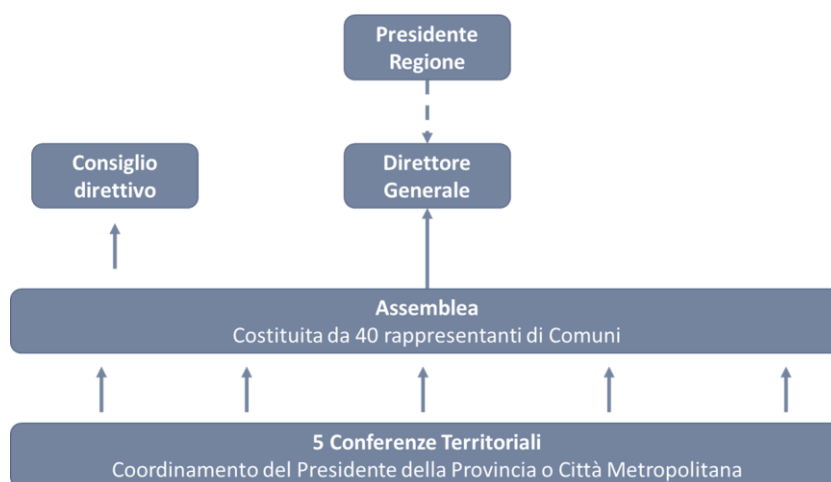 Presidente
Regione
Consiglio
direttivo
Direttore
Generale
Assemblea
Costituita da 40 rappresentanti di Comuni
5 Conferenze Territoriali
Coordinamento del Presidente della Provincia o Città Metropolitana